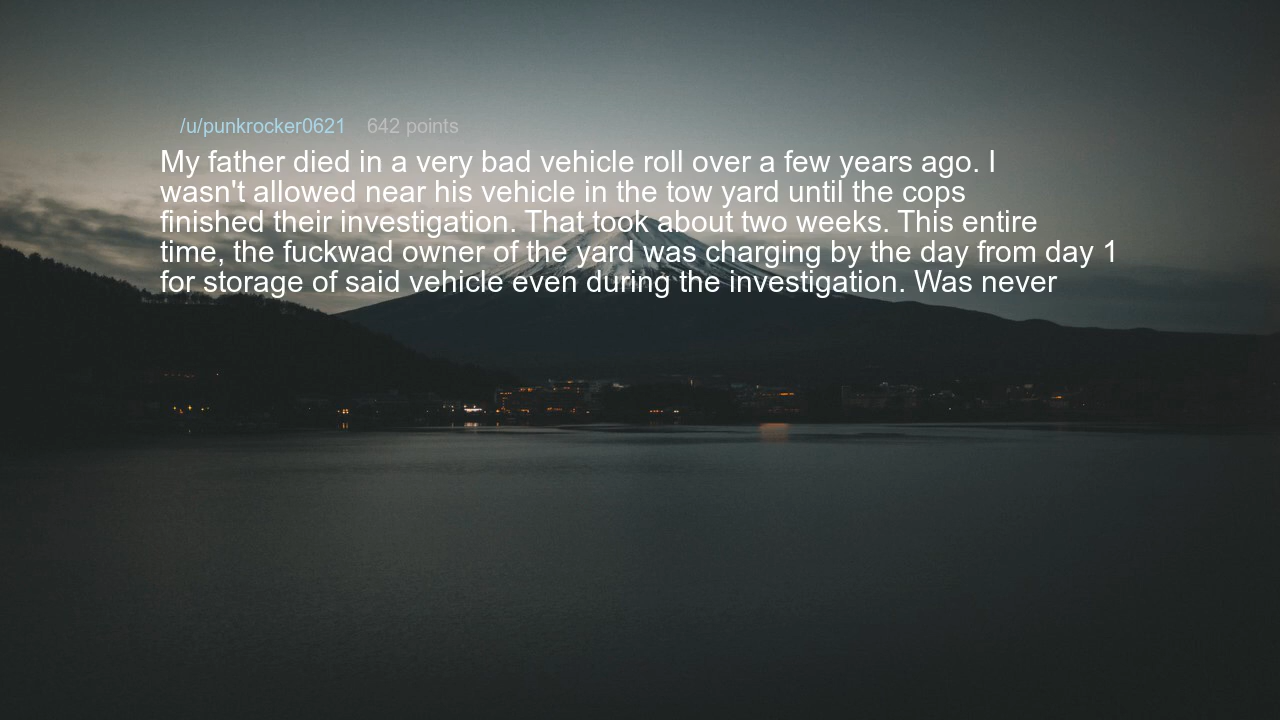 /u/punkrocker0621 642 points
My father died in a very bad vehicle roll over a few years ago. I
wasn't allowed near his vehicle in the tow yard until the cops
finished their investigation. That took about two weeks. This entire
time, the fuckwad owner of the yard was charging by the day from day 1
for storage of said vehicle even during the investigation. Was never